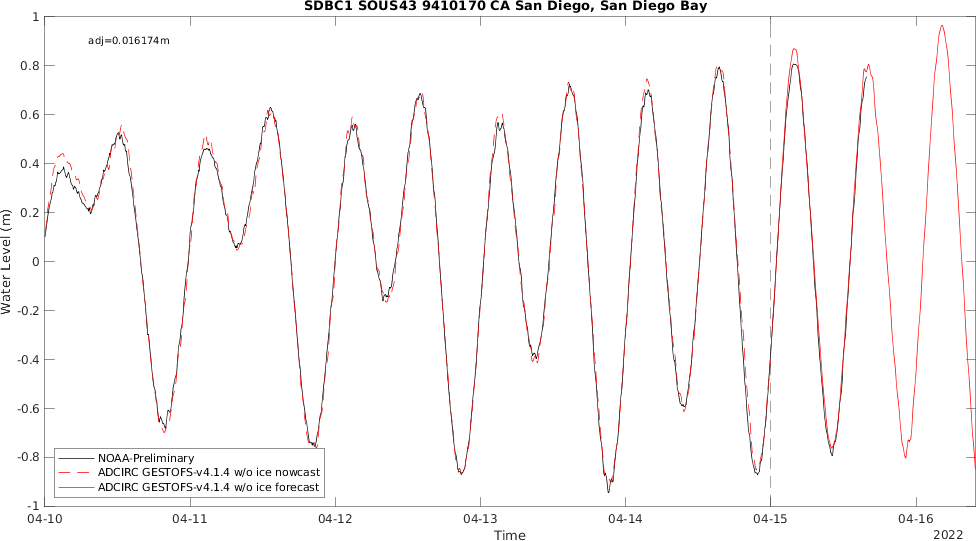 SDBC1 SOUS43 9410170 CA San Diego, San Diego Bay
adj=0.016174m
1
0.8
0.6
0.4
0.2
0
-0.2
-0.4
-0.6
-0.8
-1
Water Level (m)
NOAA-Preliminary
ADCIRC GESTOFS-v4.1.4 w/o ice nowcast
ADCIRC GESTOFS-v4.1.4 w/o ice forecast
04-10 04-11 04-12 04-13 04-14 04-15 04-16
Time
2022